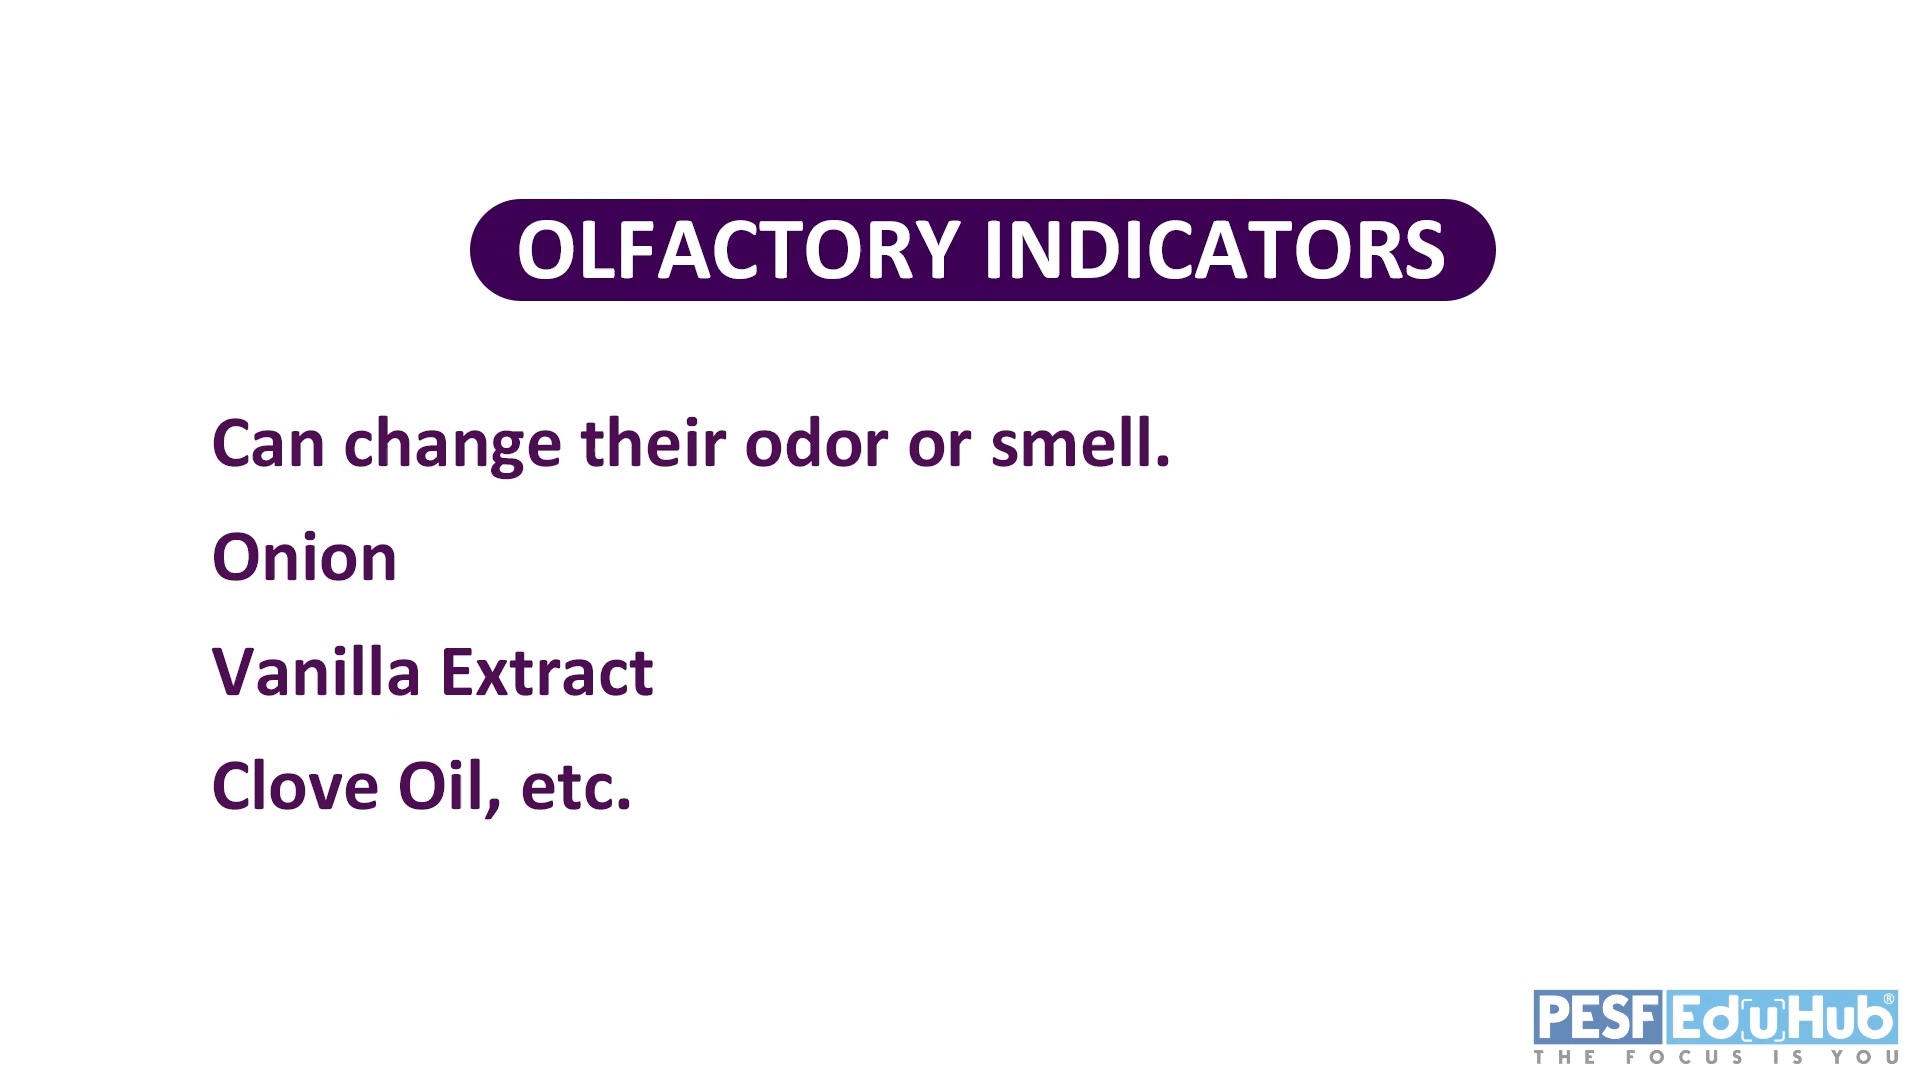 OLFACTORY INDICATORS
Can change their odor or smell.
Onion
Vanilla Extract
Clove Oil, etc.
PESF EduHub®
THE FOCUS IS YOU